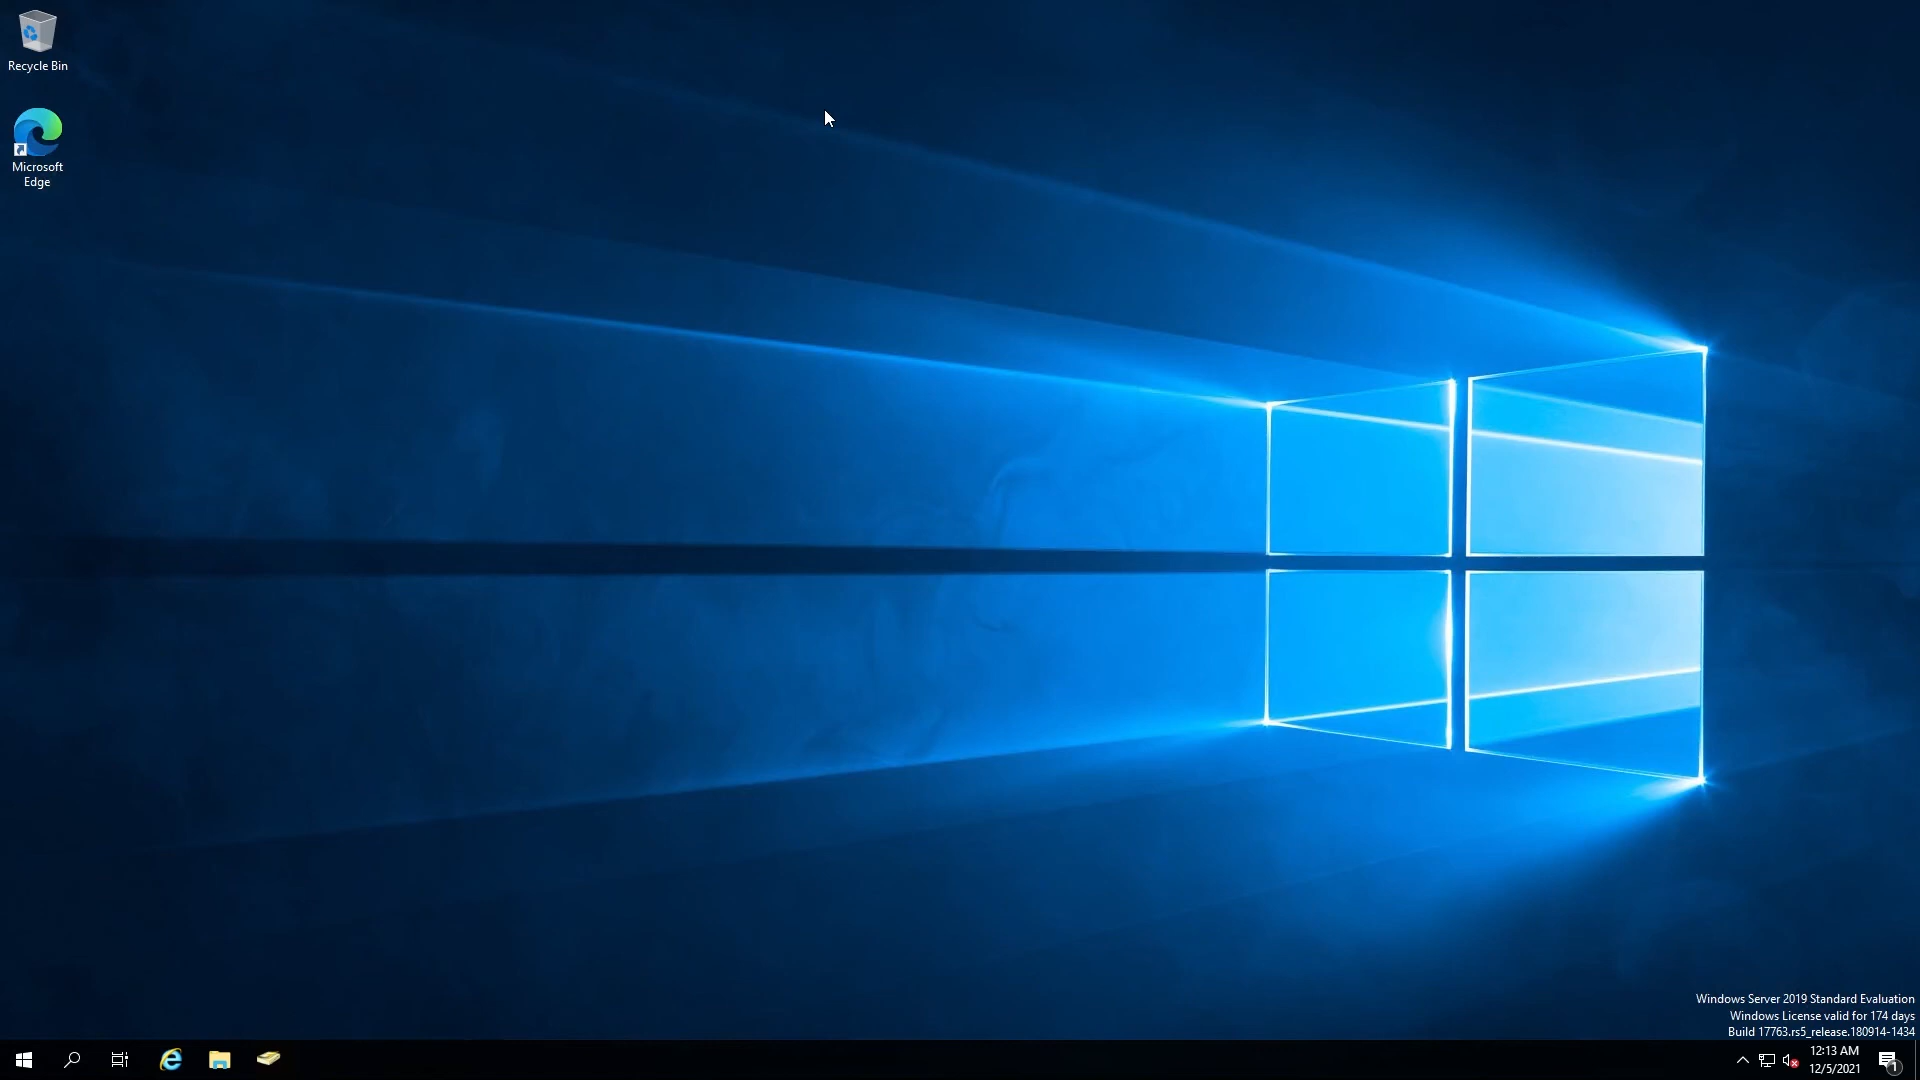 Recycle Bin
Microsoft
Edge
Windows Server 2019 Standard Evaluation
Windows License valid for 174 days
Build 17763.rs5_release.180914-1434
12:13 AM
12/5/2021
1